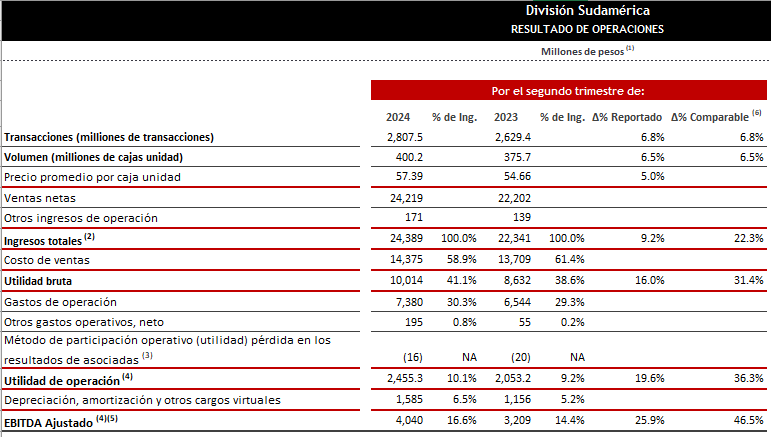 División Sudamérica
RESULTADO DE OPERACIONES
Millones de pesos (1)
Por el segundo trimestre de:
2024 % de Ing. 2023 % de Ing. Δ% Reportado Δ% Comparable (6)
Transacciones (millones de transacciones) 2,807.5 2,629.4 6.8% 6.8%
Volumen (millones de cajas unidad) 400.2 375.7 6.5% 6.5%
Precio promedio por caja unidad 57.39 54.66 5.0%
Ventas netas 24,219 22,202
Otros ingresos de operación 171 139
Ingresos totales (2) 24,389 100.0% 22,341 100.0% 9.2% 22.3%
Costo de ventas 14,375 58.9% 13,709 61.4%
Utilidad bruta 10,014 41.1% 8,632 38.6% 16.0% 31.4%
Gastos de operación 7,380 30.3% 6,544 29.3%
Otros gastos operativos, neto 195 0.8% 55 0.2%
Método de participación operativo (utilidad) pérdida en los
resultados de asociadas (3) (16) NA (20) NA
Utilidad de operación (4) 2,455.3 10.1% 2,053.2 9.2% 19.6% 36.3%
Depreciación, amortización y otros cargos virtuales 1,585 6.5% 1,156 5.2%
EBITDA Ajustado (4)(5) 4,040 16.6% 3,209 14.4% 25.9% 46.5%